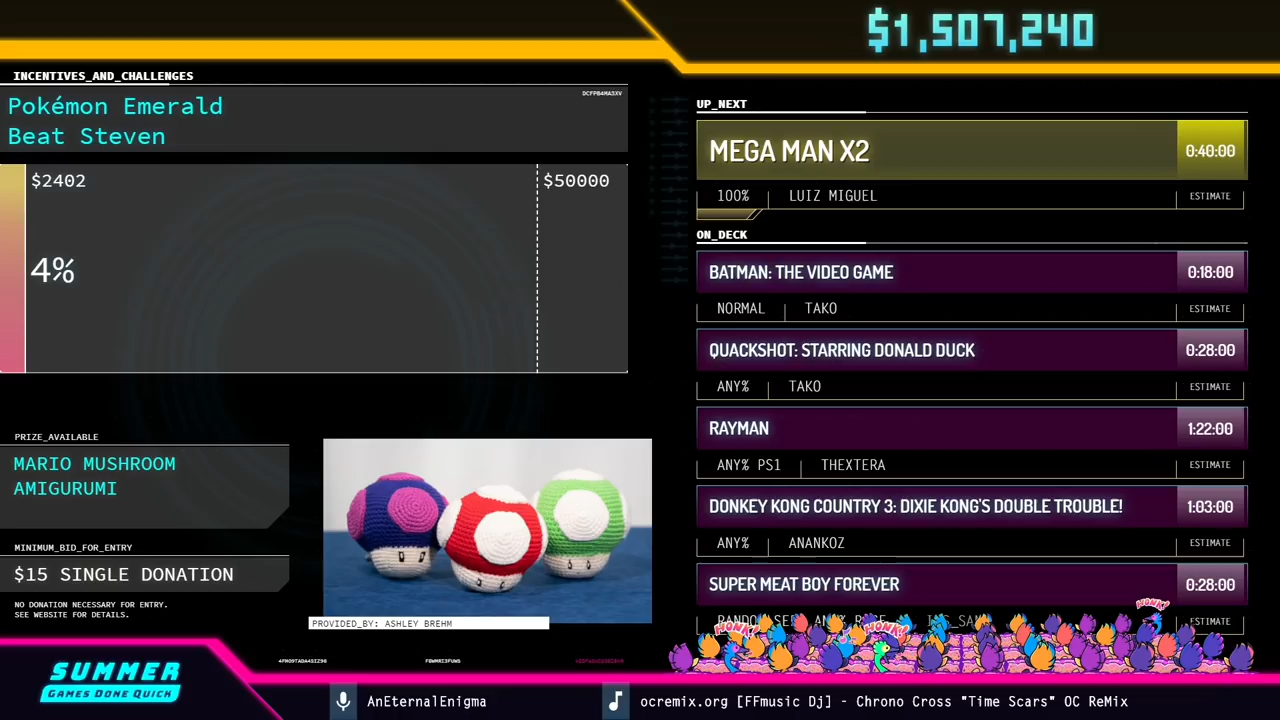 $1,507,240
INCENTIVES_AND_CHALLENGES
Pokémon Emerald
Beat Steven
$2402
$50000
4%
UP_NEXT
MEGA MAN X2
0:40:00
100%
LUIZ MIGUEL
ESTIMATE
ON_DECK
BATMAN: THE VIDEO GAME
0:18:00
NORMAL
TAKO
ESTIMATE
QUACKSHOT: STARRING DONALD DUCK
0:28:00
ANY%
TAKO
ESTIMATE
RAYMAN
1:22:00
ANY% PS1
THEXTERA
ESTIMATE
DONKEY KONG COUNTRY 3: DIXIE KONG'S DOUBLE TROUBLE!
1:03:00
ANY%
ANANKOZ
ESTIMATE
SUPER MEAT BOY FOREVER
0:28:00
ESTIMATE
HONK!
HONK!
HONK!
PRIZE_AVAILABLE
MARIO MUSHROOM
AMIGURUMI
MINIMUM_BID_FOR_ENTRY
$15 SINGLE DONATION
NO DONATION NECESSARY FOR ENTRY.
SEE WEBSITE FOR DETAILS.
PROVIDED_BY: ASHLEY BREHM
SUMMER
GAMES DONE QUICK
AnEternalEnigma
ocremix.org [FFmusic Dj] - Chrono Cross "Time Scars" OC ReMix